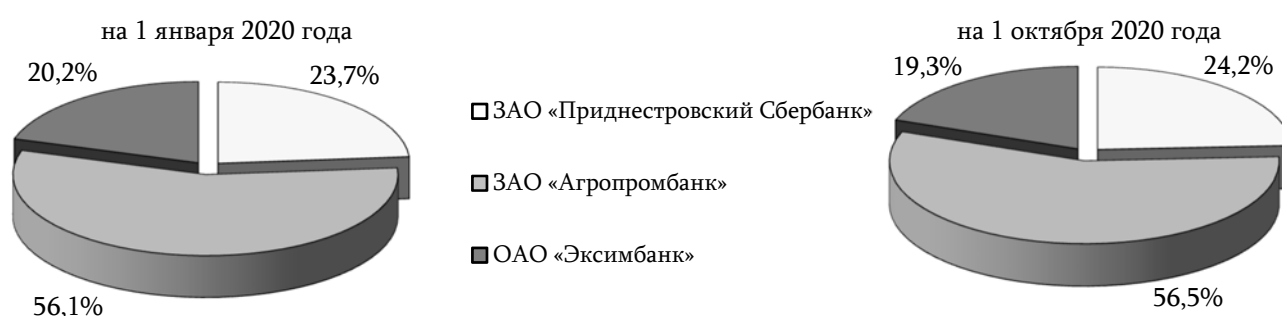 на 1 января 2020 года
20,2%
23,7%
56,1%
ЗАО «Приднестровский Сбербанк»
ЗАО «Агропромбанк»
ОАО «Эксимбанк»
на 1 октября 2020 года
19,3%
24,2%
56,5%